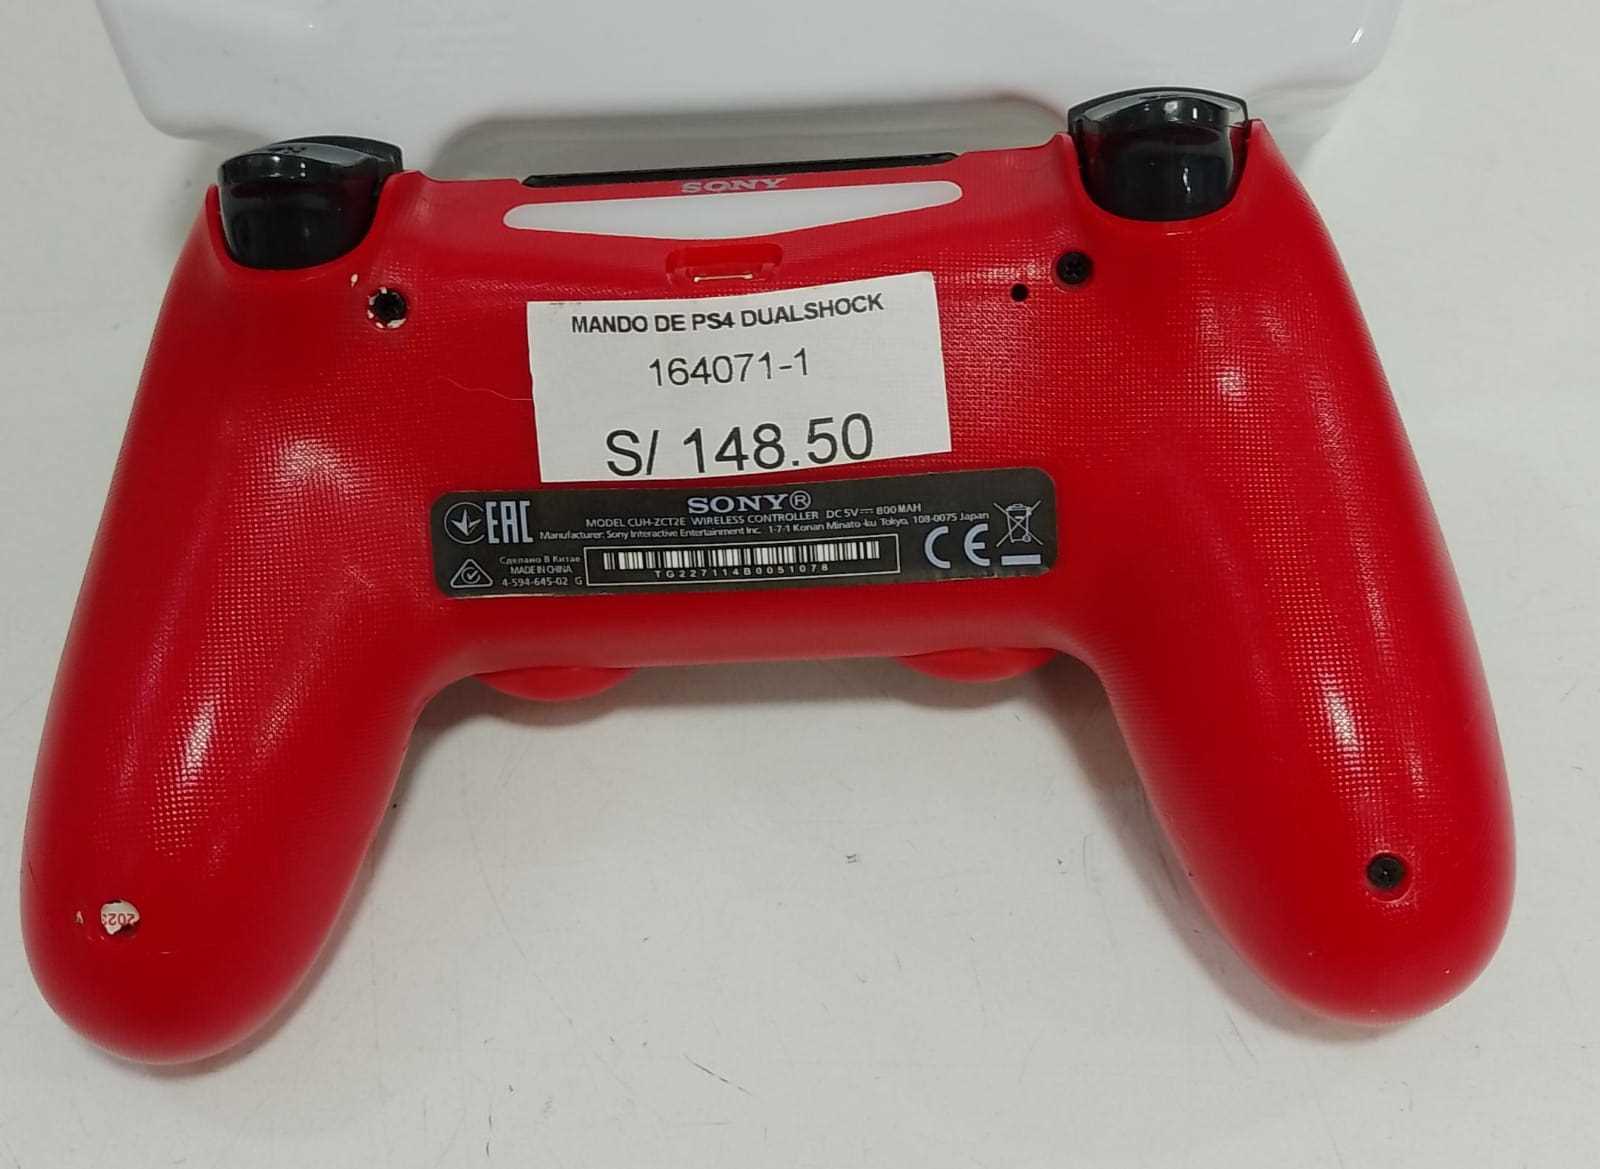 SONY
MANDO DE PS4 DUALSHOCK
164071-1
S/ 148.50
SONY®
EAC
MODEL CUH-ZCT2E WIRELESS CONTROLLER DC 5V⎓ 800MAH
Manufacturer: Sony Interactive Entertainment Inc. 1-7-1 Konan Minato-ku Tokyo, 108-0075 Japan
Сделано В Китае
MADE IN CHINA
4-594-645-02 G
TG227114B0051078
CE